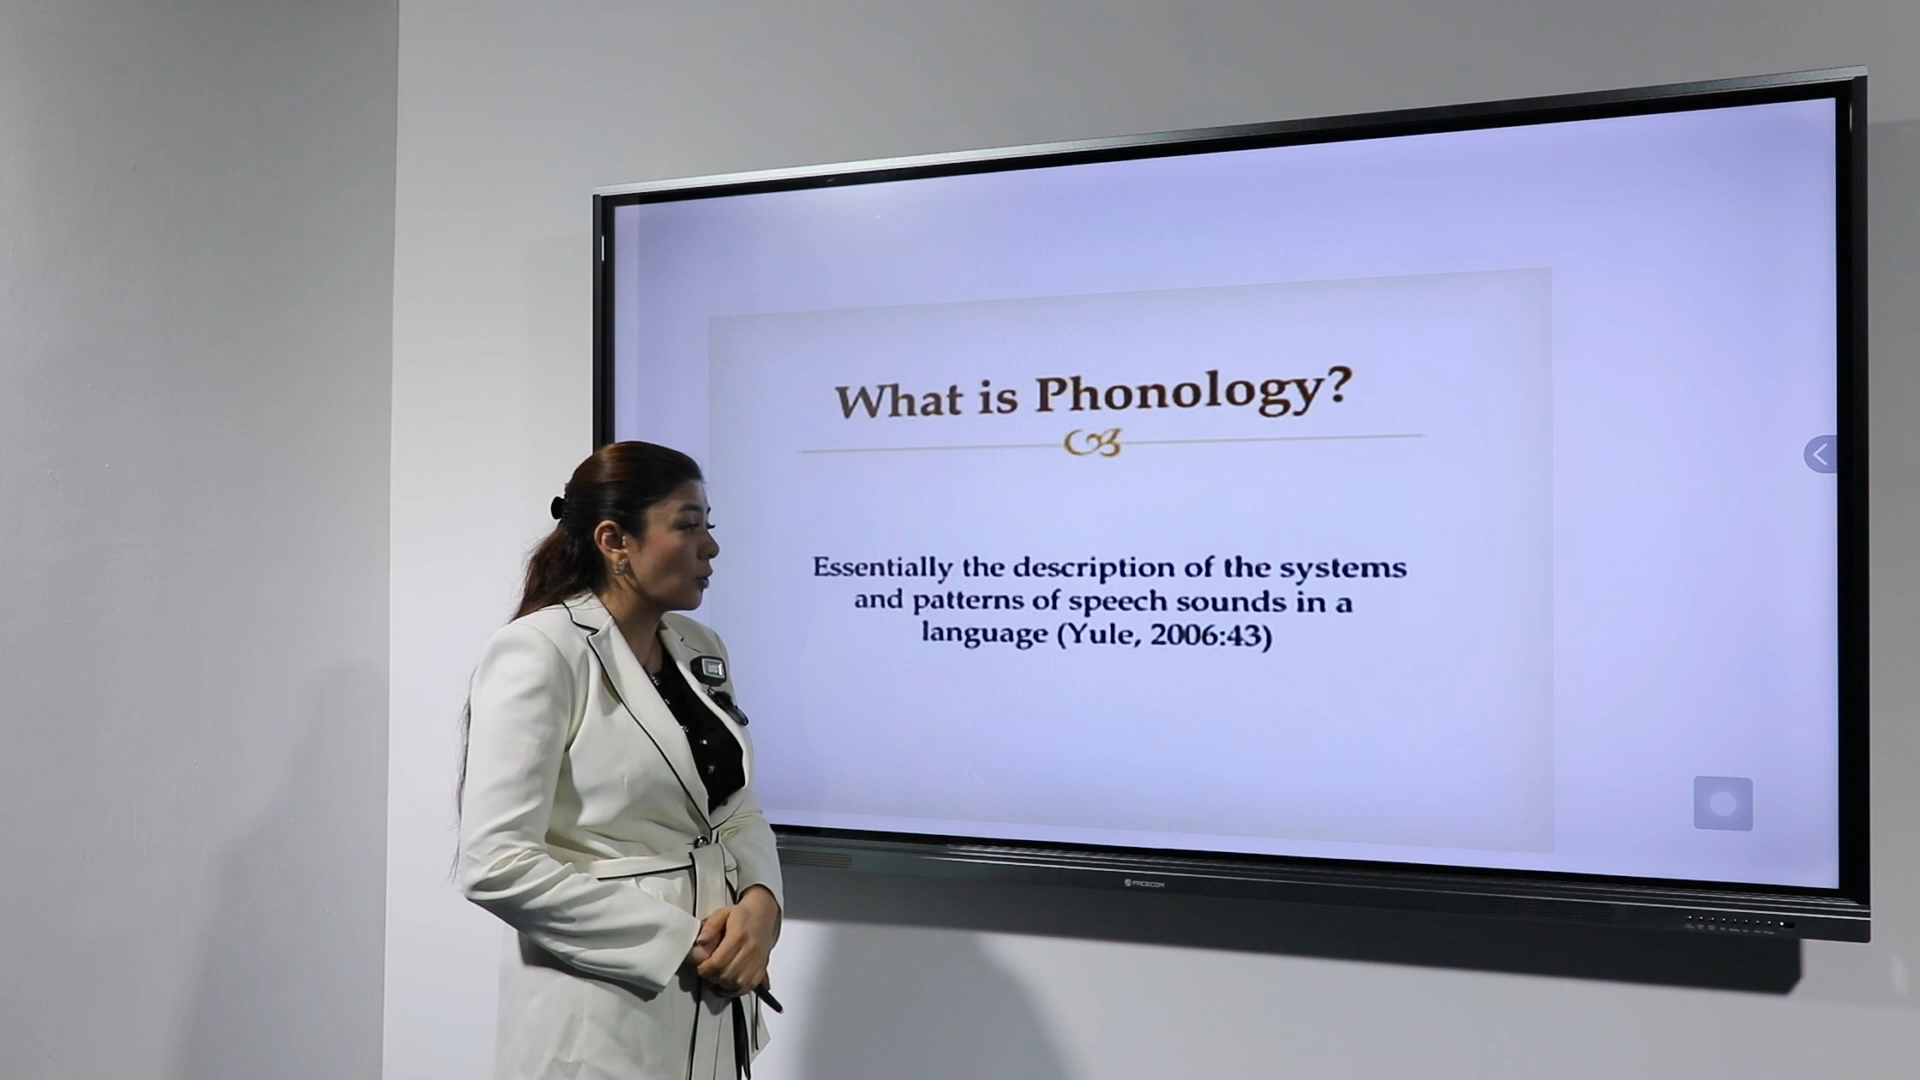 What is Phonology?
Essentially the description of the systems
and patterns of speech sounds in a
language (Yule, 2006:43)
FACECOM